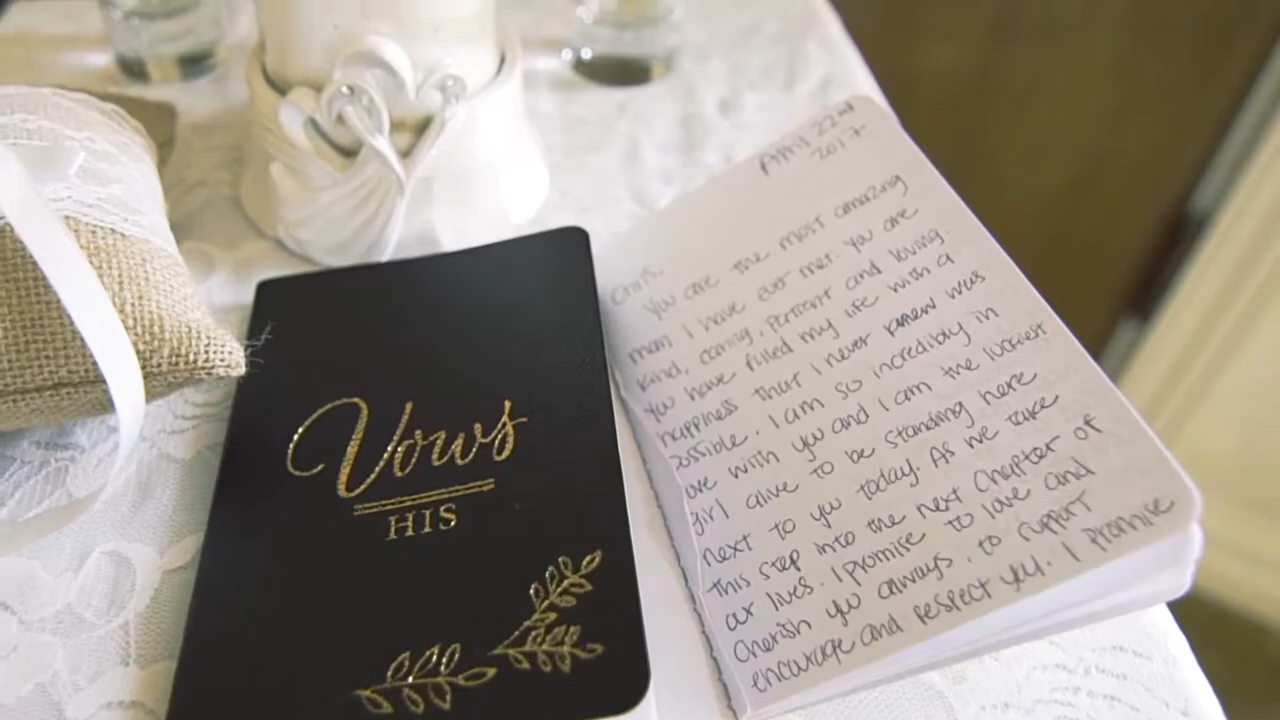 Vows
HIS
April 22nd
2017
Chris,
You are the most amazing
man I have ever met. You are
kind, caring, patient and loving.
You have filled my life with a
happiness that I never knew was
possible. I am so incredibly in
love with you and I am the luckiest
girl alive to be standing here
next to you today. As we take
this step into the next chapter of
our lives. I promise to love and
Cherish you always, to support
encourage and respect you. I promise